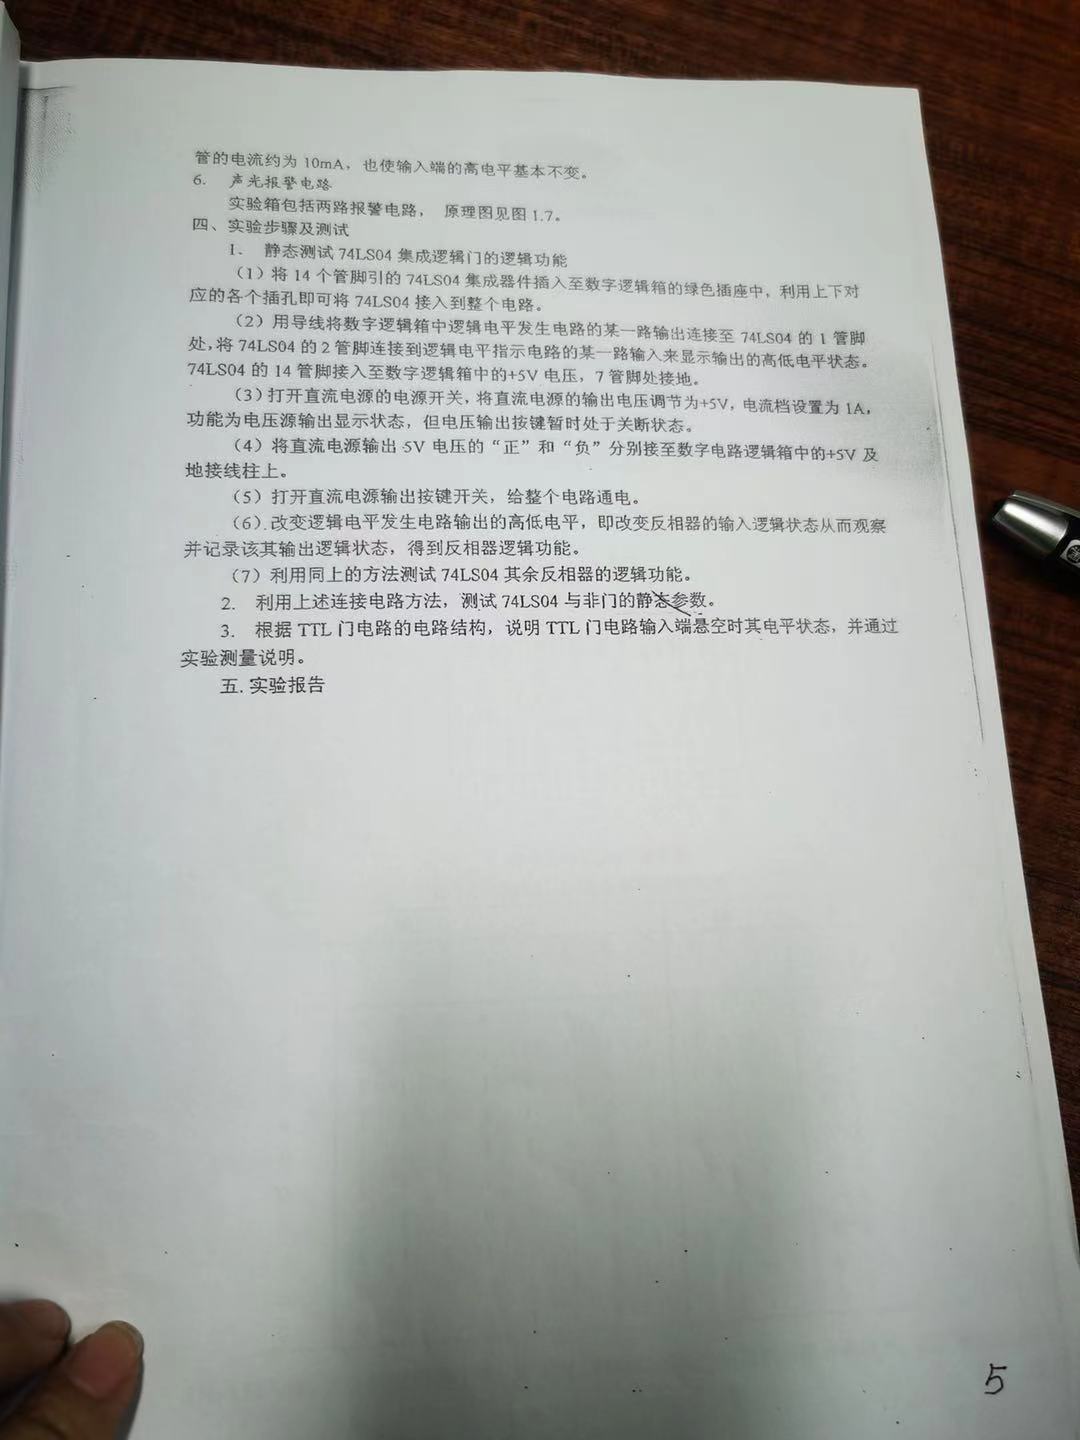 管的电流约为 10mA，也使输入端的高电平基本不变。
6. 声光报警电路
实验箱包括两路报警电路， 原理图见图 1.7。
四、实验步骤及测试
1. 静态测试 74LS04 集成逻辑门的逻辑功能
（1）将 14 个管脚引的 74LS04 集成器件插入至数字逻辑箱的绿色插座中，利用上下对
应的各个插孔即可将 74LS04 接入到整个电路。
（2）用导线将数字逻辑箱中逻辑电平发生电路的某一路输出连接至 74LS04 的 1 管脚
处，将 74LS04 的 2 管脚连接到逻辑电平指示电路的某一路输入来显示输出的高低电平状态。
74LS04 的 14 管脚接入至数字逻辑箱中的+5V 电压，7 管脚处接地。
（3）打开直流电源的电源开关，将直流电源的输出电压调节为+5V，电流档设置为 1A，
功能为电压源输出显示状态，但电压输出按键暂时处于关断状态。
（4）将直流电源输出 5V 电压的“正”和“负”分别接至数字电路逻辑箱中的+5V 及
地接线柱上。
（5）打开直流电源输出按键开关，给整个电路通电。
（6）.改变逻辑电平发生电路输出的高低电平，即改变反相器的输入逻辑状态从而观察
并记录该其输出逻辑状态，得到反相器逻辑功能。
（7）利用同上的方法测试 74LS04 其余反相器的逻辑功能。
2. 利用上述连接电路方法，测试 74LS04 与非门的静态参数。
3. 根据 TTL 门电路的电路结构，说明 TTL 门电路输入端悬空时其电平状态，并通过
实验测量说明。
五.实验报告
5